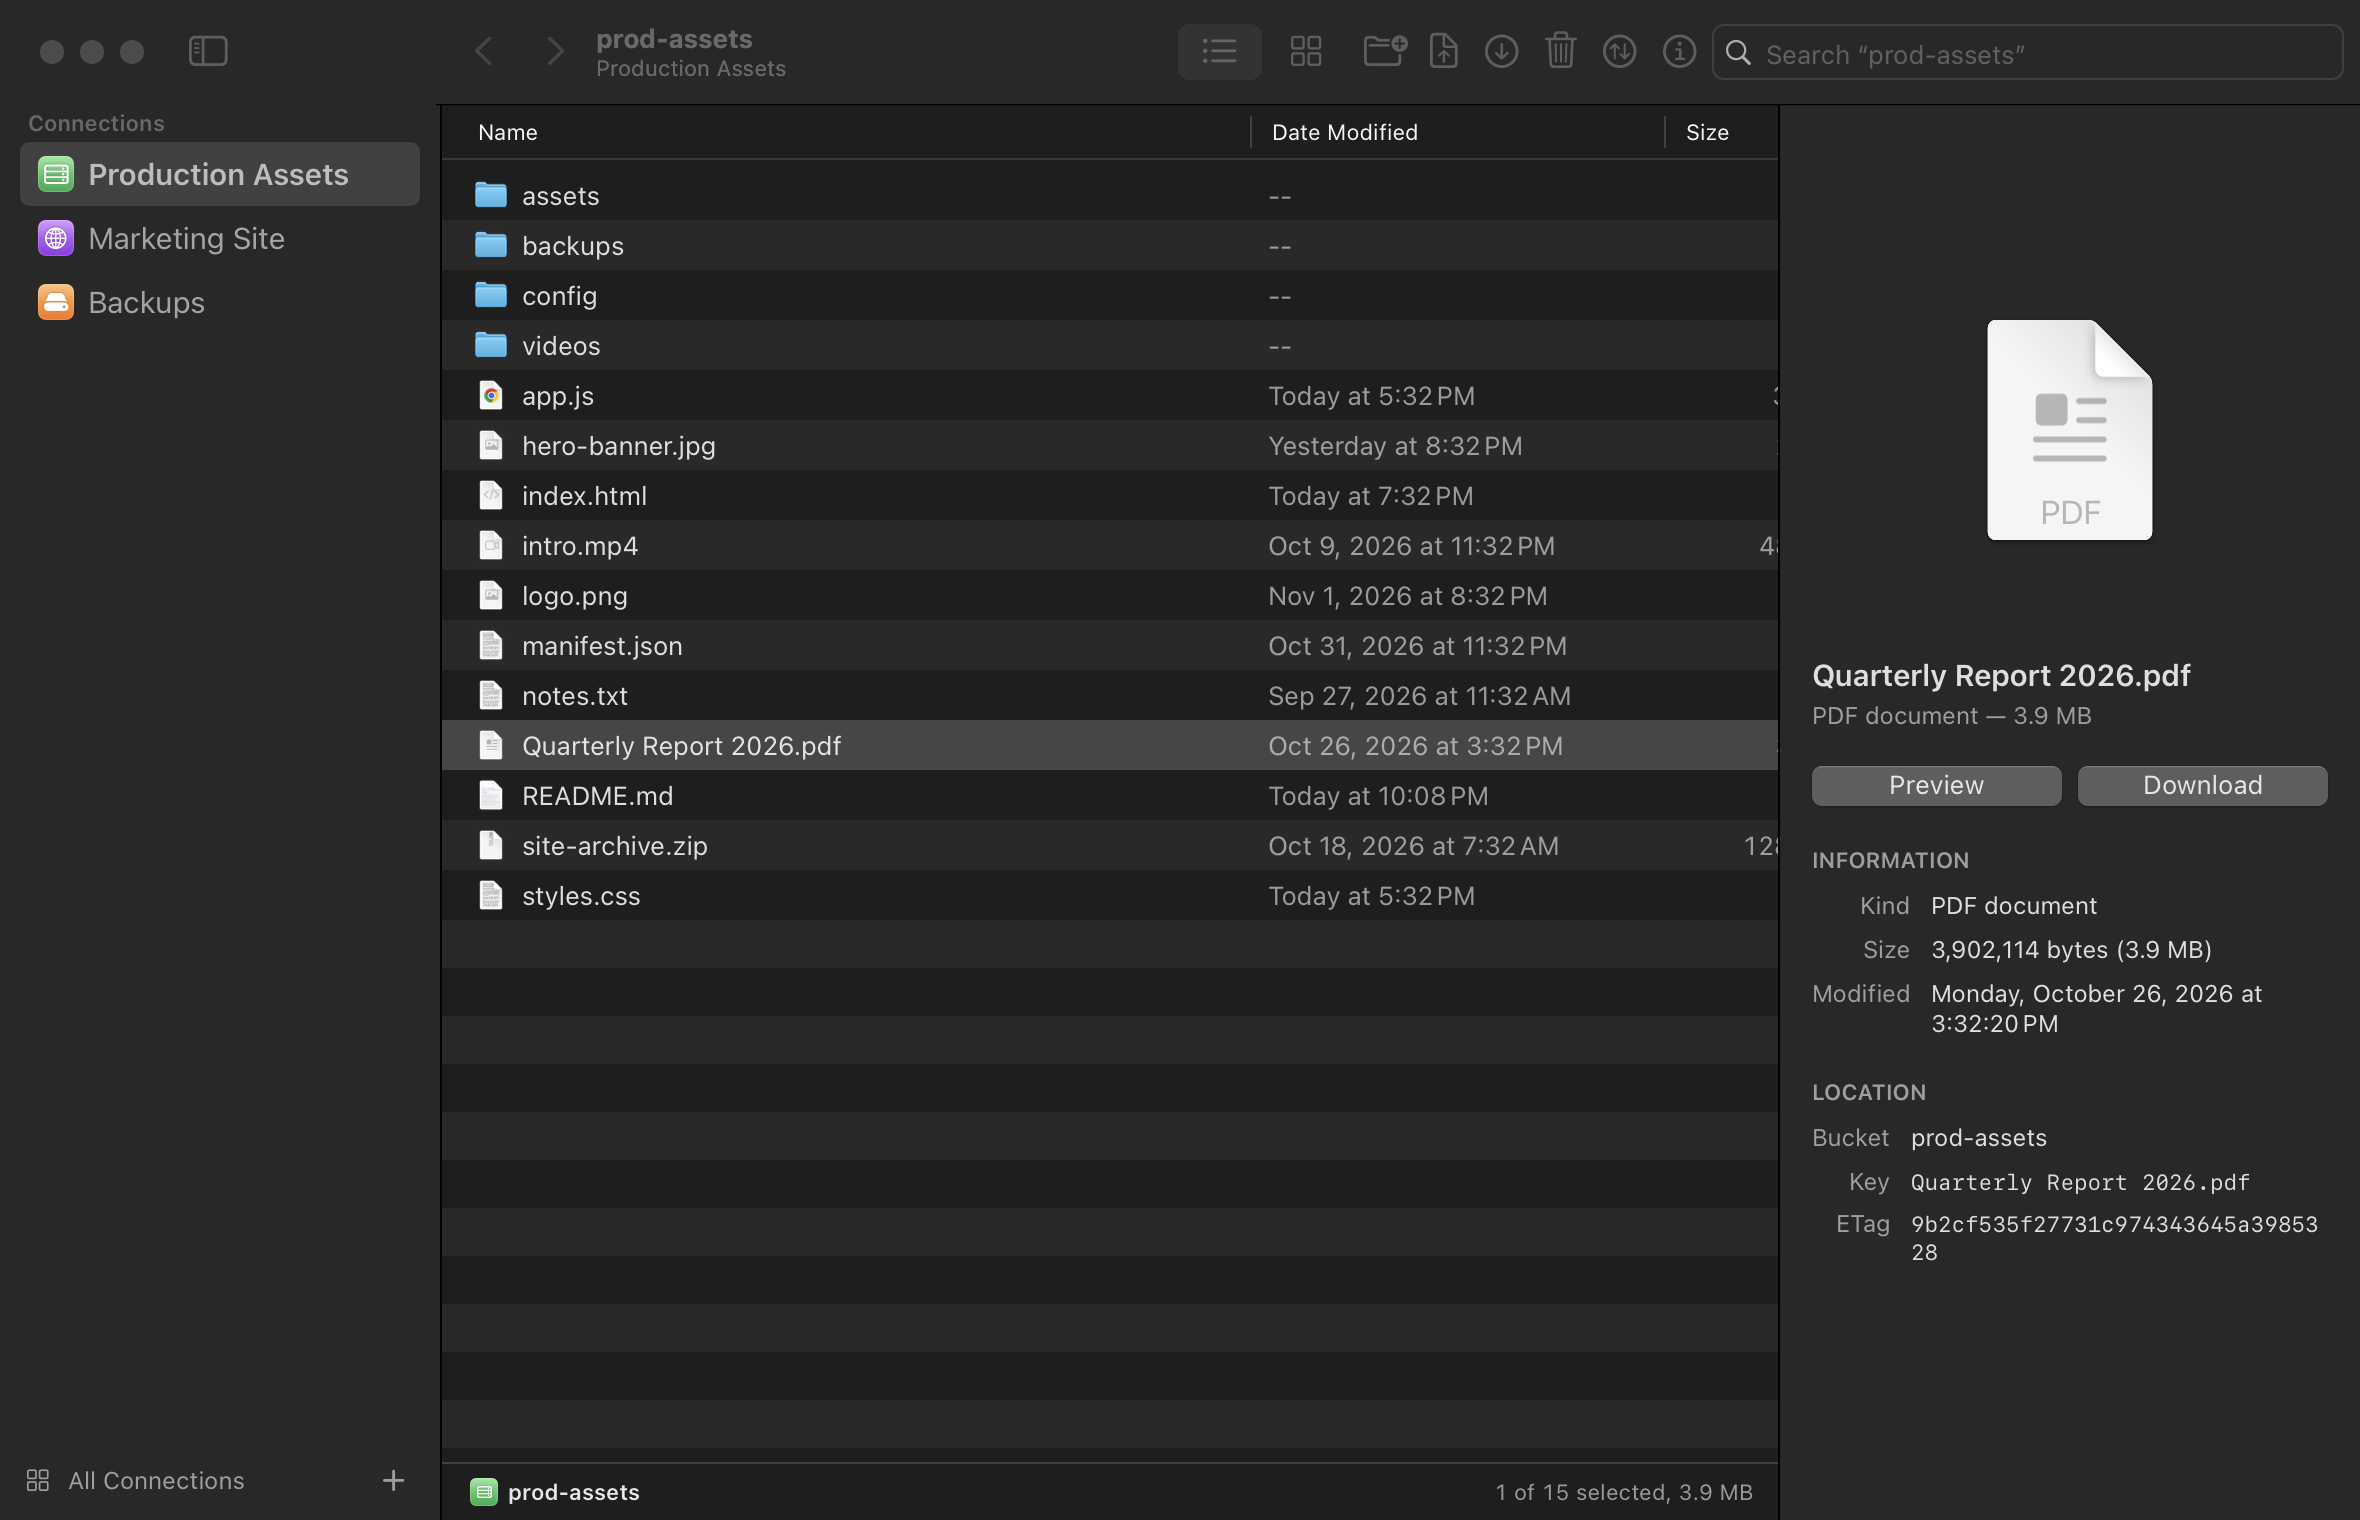 prod-assets
Production Assets
Search “prod-assets”
Connections
Production Assets
Marketing Site
Backups
All Connections
Name Date Modified Size
assets --
backups --
config --
videos --
app.js Today at 5:32 PM
hero-banner.jpg Yesterday at 8:32 PM
index.html Today at 7:32 PM
intro.mp4 Oct 9, 2026 at 11:32 PM
logo.png Nov 1, 2026 at 8:32 PM
manifest.json Oct 31, 2026 at 11:32 PM
notes.txt Sep 27, 2026 at 11:32 AM
Quarterly Report 2026.pdf Oct 26, 2026 at 3:32 PM
README.md Today at 10:08 PM
site-archive.zip Oct 18, 2026 at 7:32 AM
styles.css Today at 5:32 PM
prod-assets
1 of 15 selected, 3.9 MB
PDF
Quarterly Report 2026.pdf
PDF document — 3.9 MB
Preview Download
INFORMATION
Kind PDF document
Size 3,902,114 bytes (3.9 MB)
Modified Monday, October 26, 2026 at
3:32:20 PM
LOCATION
Bucket prod-assets
Key Quarterly Report 2026.pdf
ETag 9b2cf535f27731c974343645a39853
28